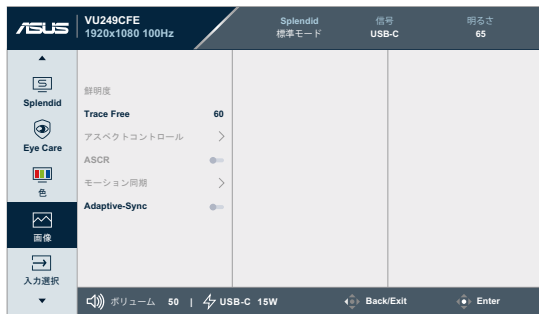 ASUS
VU249CFE
1920x1080 100Hz
Splendid
標準モード
信号
USB-C
明るさ
65
Splendid
Eye Care
色
画像
入力選択
鮮明度
Trace Free 60
アスペクトコントロール
ASCR
モーション同期
Adaptive-Sync
ボリューム 50 | USB-C 15W
Back/Exit
Enter